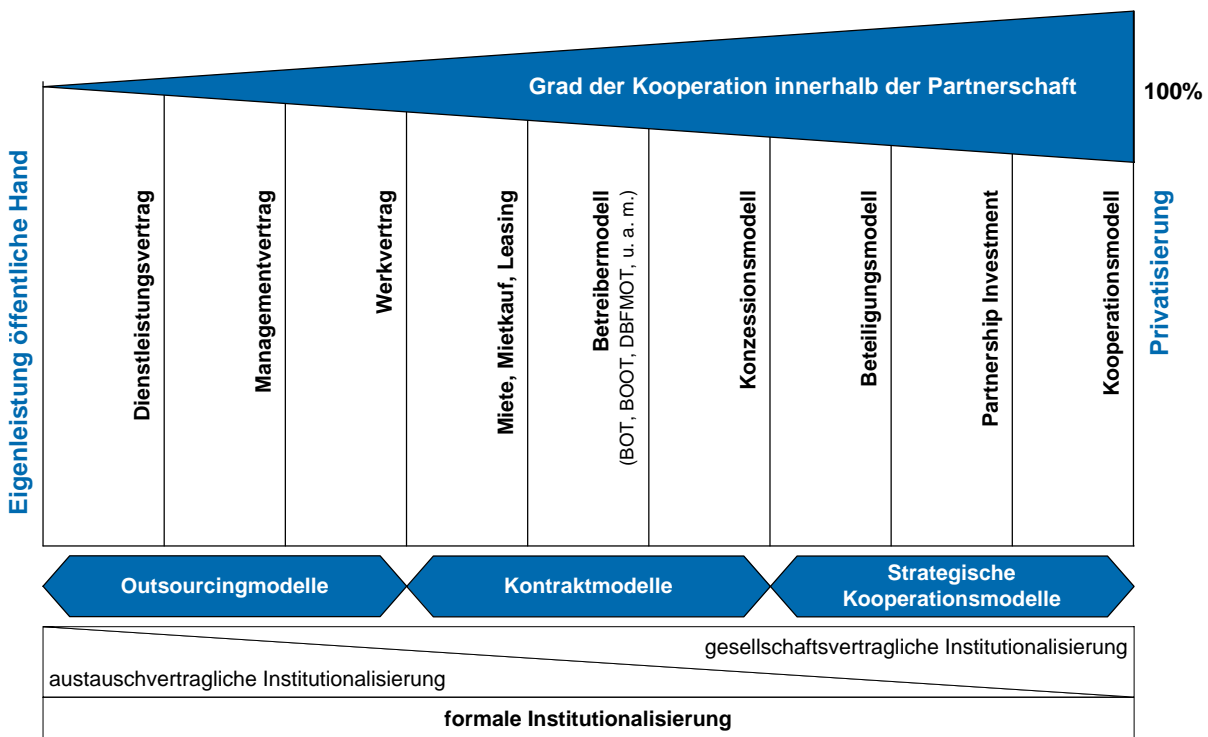 Grad der Kooperation innerhalb der Partnerschaft
100%
Eigenleistung öffentliche Hand
Dienstleistungsvertrag
Managementvertrag
Werkvertrag
Miete, Mietkauf, Leasing
Betreibermodell
(BOT, BOOT, DBFMOT, u. a. m.)
Konzessionsmodell
Beteiligungsmodell
Partnership Investment
Kooperationsmodell
Privatisierung
Outsourcingmodelle
Kontraktmodelle
Strategische
Kooperationsmodelle
gesellschaftsvertragliche Institutionalisierung
austauschvertragliche Institutionalisierung
formale Institutionalisierung